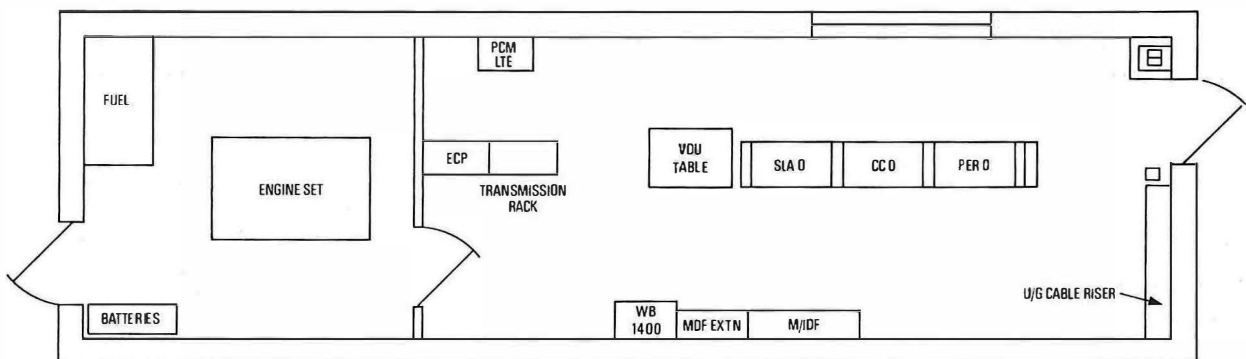 PCM
LTE
FUEL
ENGINE SET
ECP
TRANSMISSION
RACK
VDU
TABLE
SLA 0
CC 0
PER 0
BATTERIES
WB
1400
MDF EXTN
M/IDF
U/G CABLE RISER